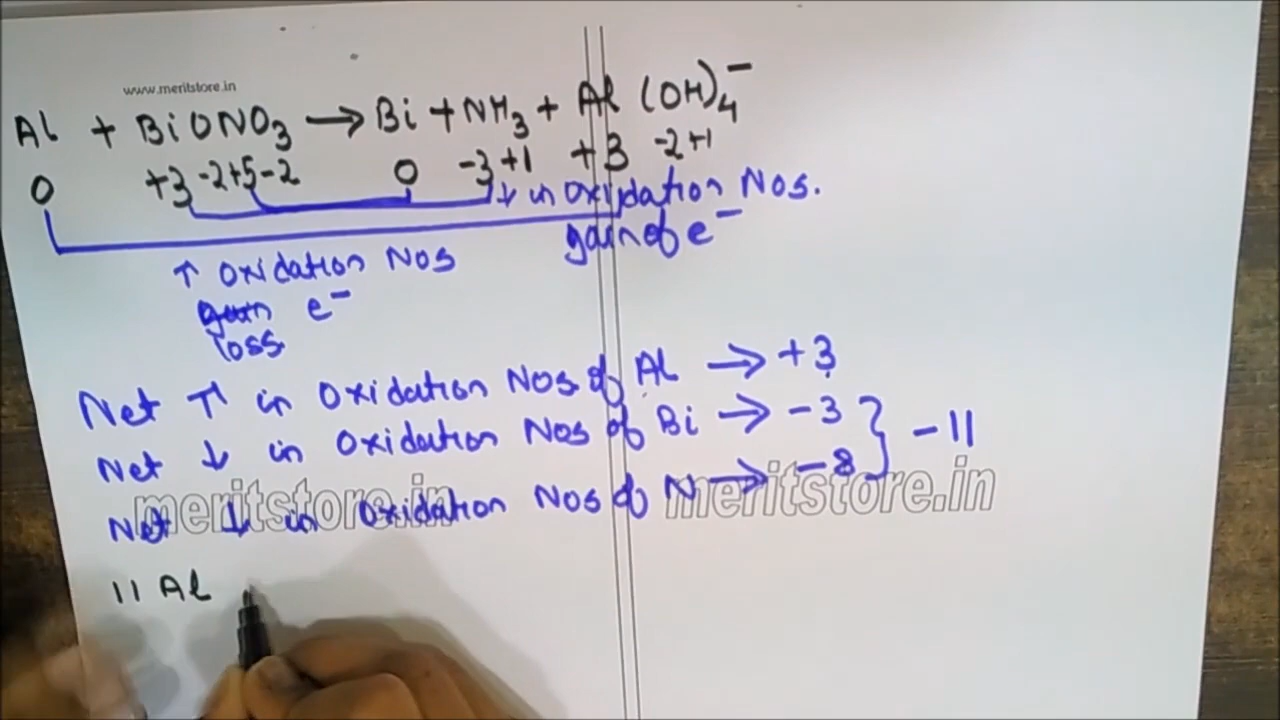 www.meritstore.in
Al + BiONO3 → Bi + NH3 + Al (OH)4−
0 +3 -2 +5 -2 0 -3 +1 +3 -2 +1
↓ in oxidation Nos.
gain of e−
↑ oxidation Nos
gain e−
loss
Net ↑ in oxidation Nos of Al → +3
Net ↓ in oxidation Nos of Bi → -3 } -11
Net ↓ in oxidation Nos of N → -8
meritstore.in meritstore.in
11 Al